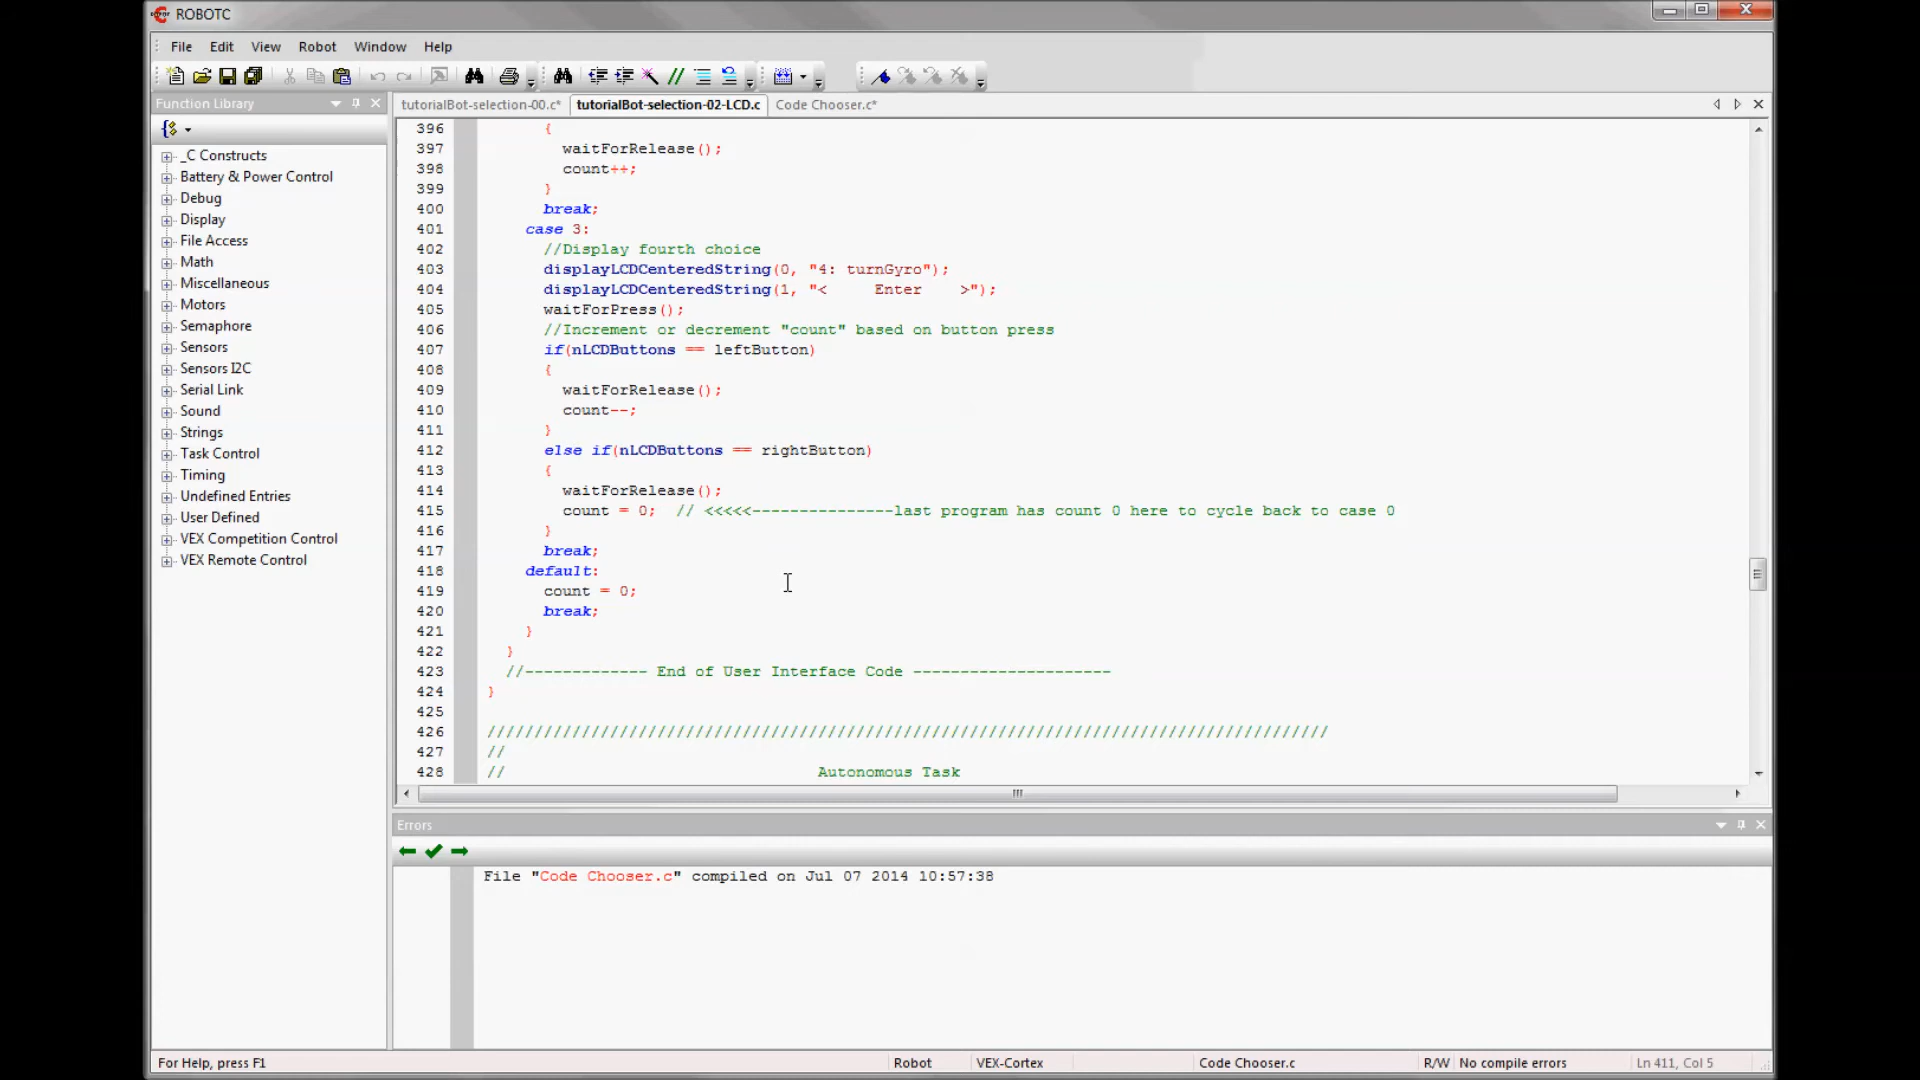 ROBOTC
File Edit View Robot Window Help
Function Library
tutorialBot-selection-00.c* tutorialBot-selection-02-LCD.c Code Chooser.c*
_C Constructs
Battery & Power Control
Debug
Display
File Access
Math
Miscellaneous
Motors
Semaphore
Sensors
Sensors I2C
Serial Link
Sound
Strings
Task Control
Timing
Undefined Entries
User Defined
VEX Competition Control
VEX Remote Control
396 {
397 waitForRelease();
398 count++;
399 }
400 break;
401 case 3:
402 //Display fourth choice
403 displayLCDCenteredString(0, "4: turnGyro");
404 displayLCDCenteredString(1, "<     Enter    >");
405 waitForPress();
406 //Increment or decrement "count" based on button press
407 if(nLCDButtons == leftButton)
408 {
409 waitForRelease();
410 count--;
411 }
412 else if(nLCDButtons == rightButton)
413 {
414 waitForRelease();
415 count = 0;  // <<<<<---------------last program has count 0 here to cycle back to case 0
416 }
417 break;
418 default:
419 count = 0;
420 break;
421 }
422 }
423 //------------- End of User Interface Code ---------------------
424 }
425
426 /////////////////////////////////////////////////////////////////////////////////////////
427 //
428 // Autonomous Task
Errors
File "Code Chooser.c" compiled on Jul 07 2014 10:57:38
For Help, press F1 Robot VEX-Cortex Code Chooser.c R/W No compile errors Ln 411, Col 5